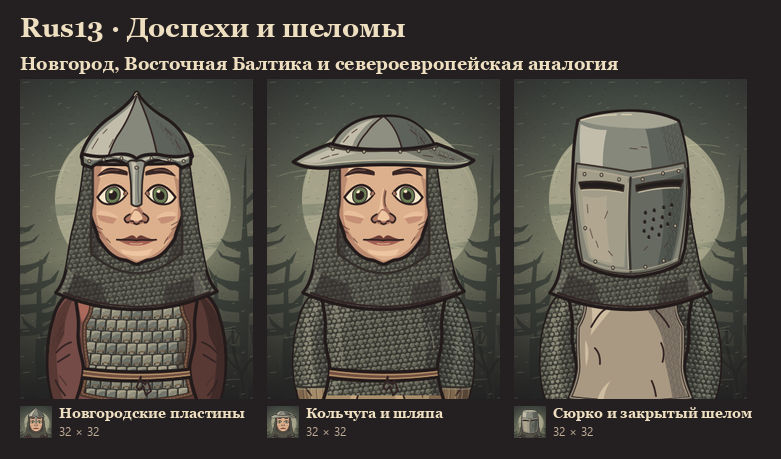 Rus13 · Доспехи и шеломы
Новгород, Восточная Балтика и североевропейская аналогия
Новгородские пластины
32 × 32
Кольчуга и шляпа
32 × 32
Сюрко и закрытый шелом
32 × 32